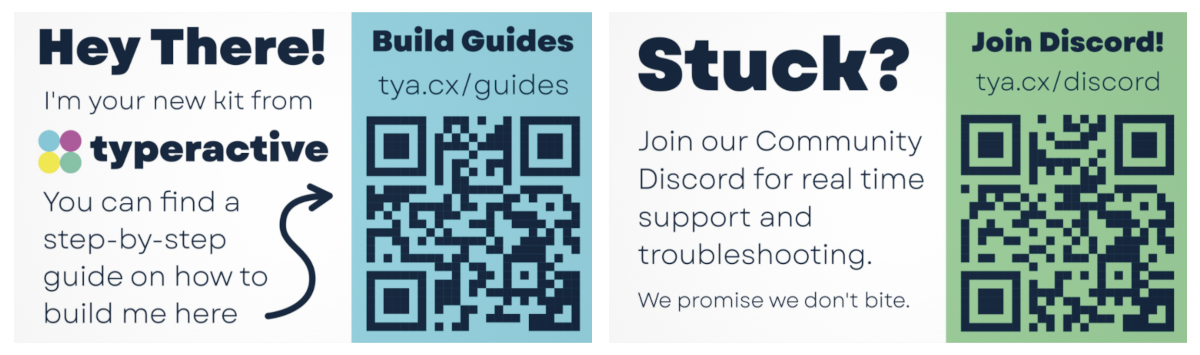 Hey There!
I'm your new kit from
typeractive
You can find a
step-by-step
guide on how to
build me here
Build Guides
tya.cx/guides
Stuck?
Join our Community
Discord for real time
support and
troubleshooting.
We promise we don't bite.
Join Discord!
tya.cx/discord